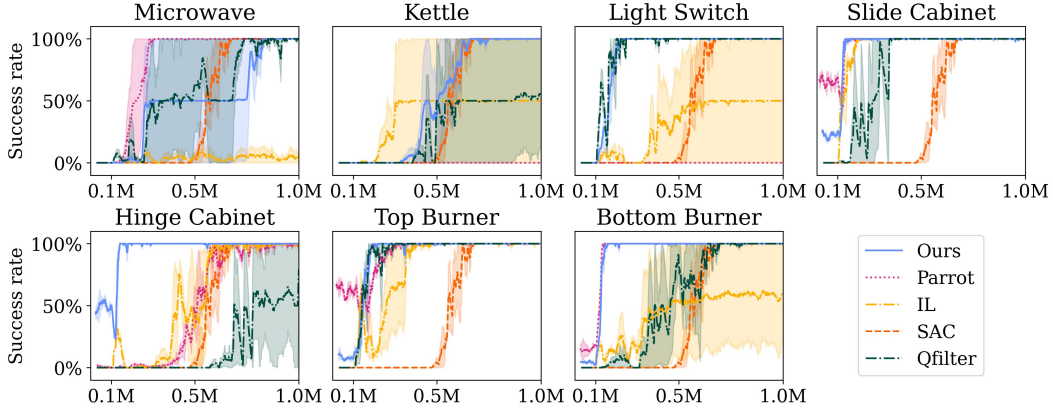 Microwave Kettle Light Switch Slide Cabinet
Success rate
100%
50%
0%
0.1M 0.5M 1.0M 0.1M 0.5M 1.0M 0.1M 0.5M 1.0M 0.1M 0.5M 1.0M
Hinge Cabinet Top Burner Bottom Burner
Success rate
100%
50%
0%
0.1M 0.5M 1.0M 0.1M 0.5M 1.0M 0.1M 0.5M 1.0M
Ours
Parrot
IL
SAC
Qfilter